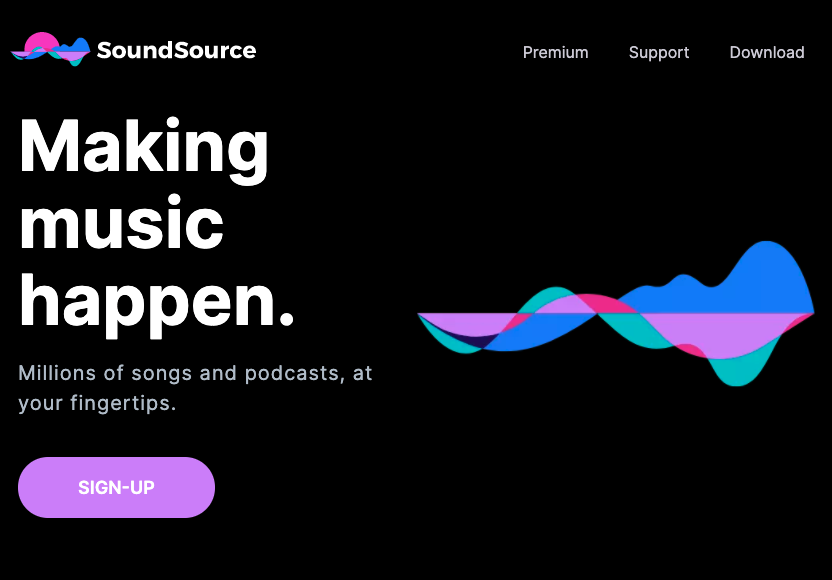 SoundSource
Premium
Support
Download
Making
music
happen.
Millions of songs and podcasts, at
your fingertips.
SIGN-UP